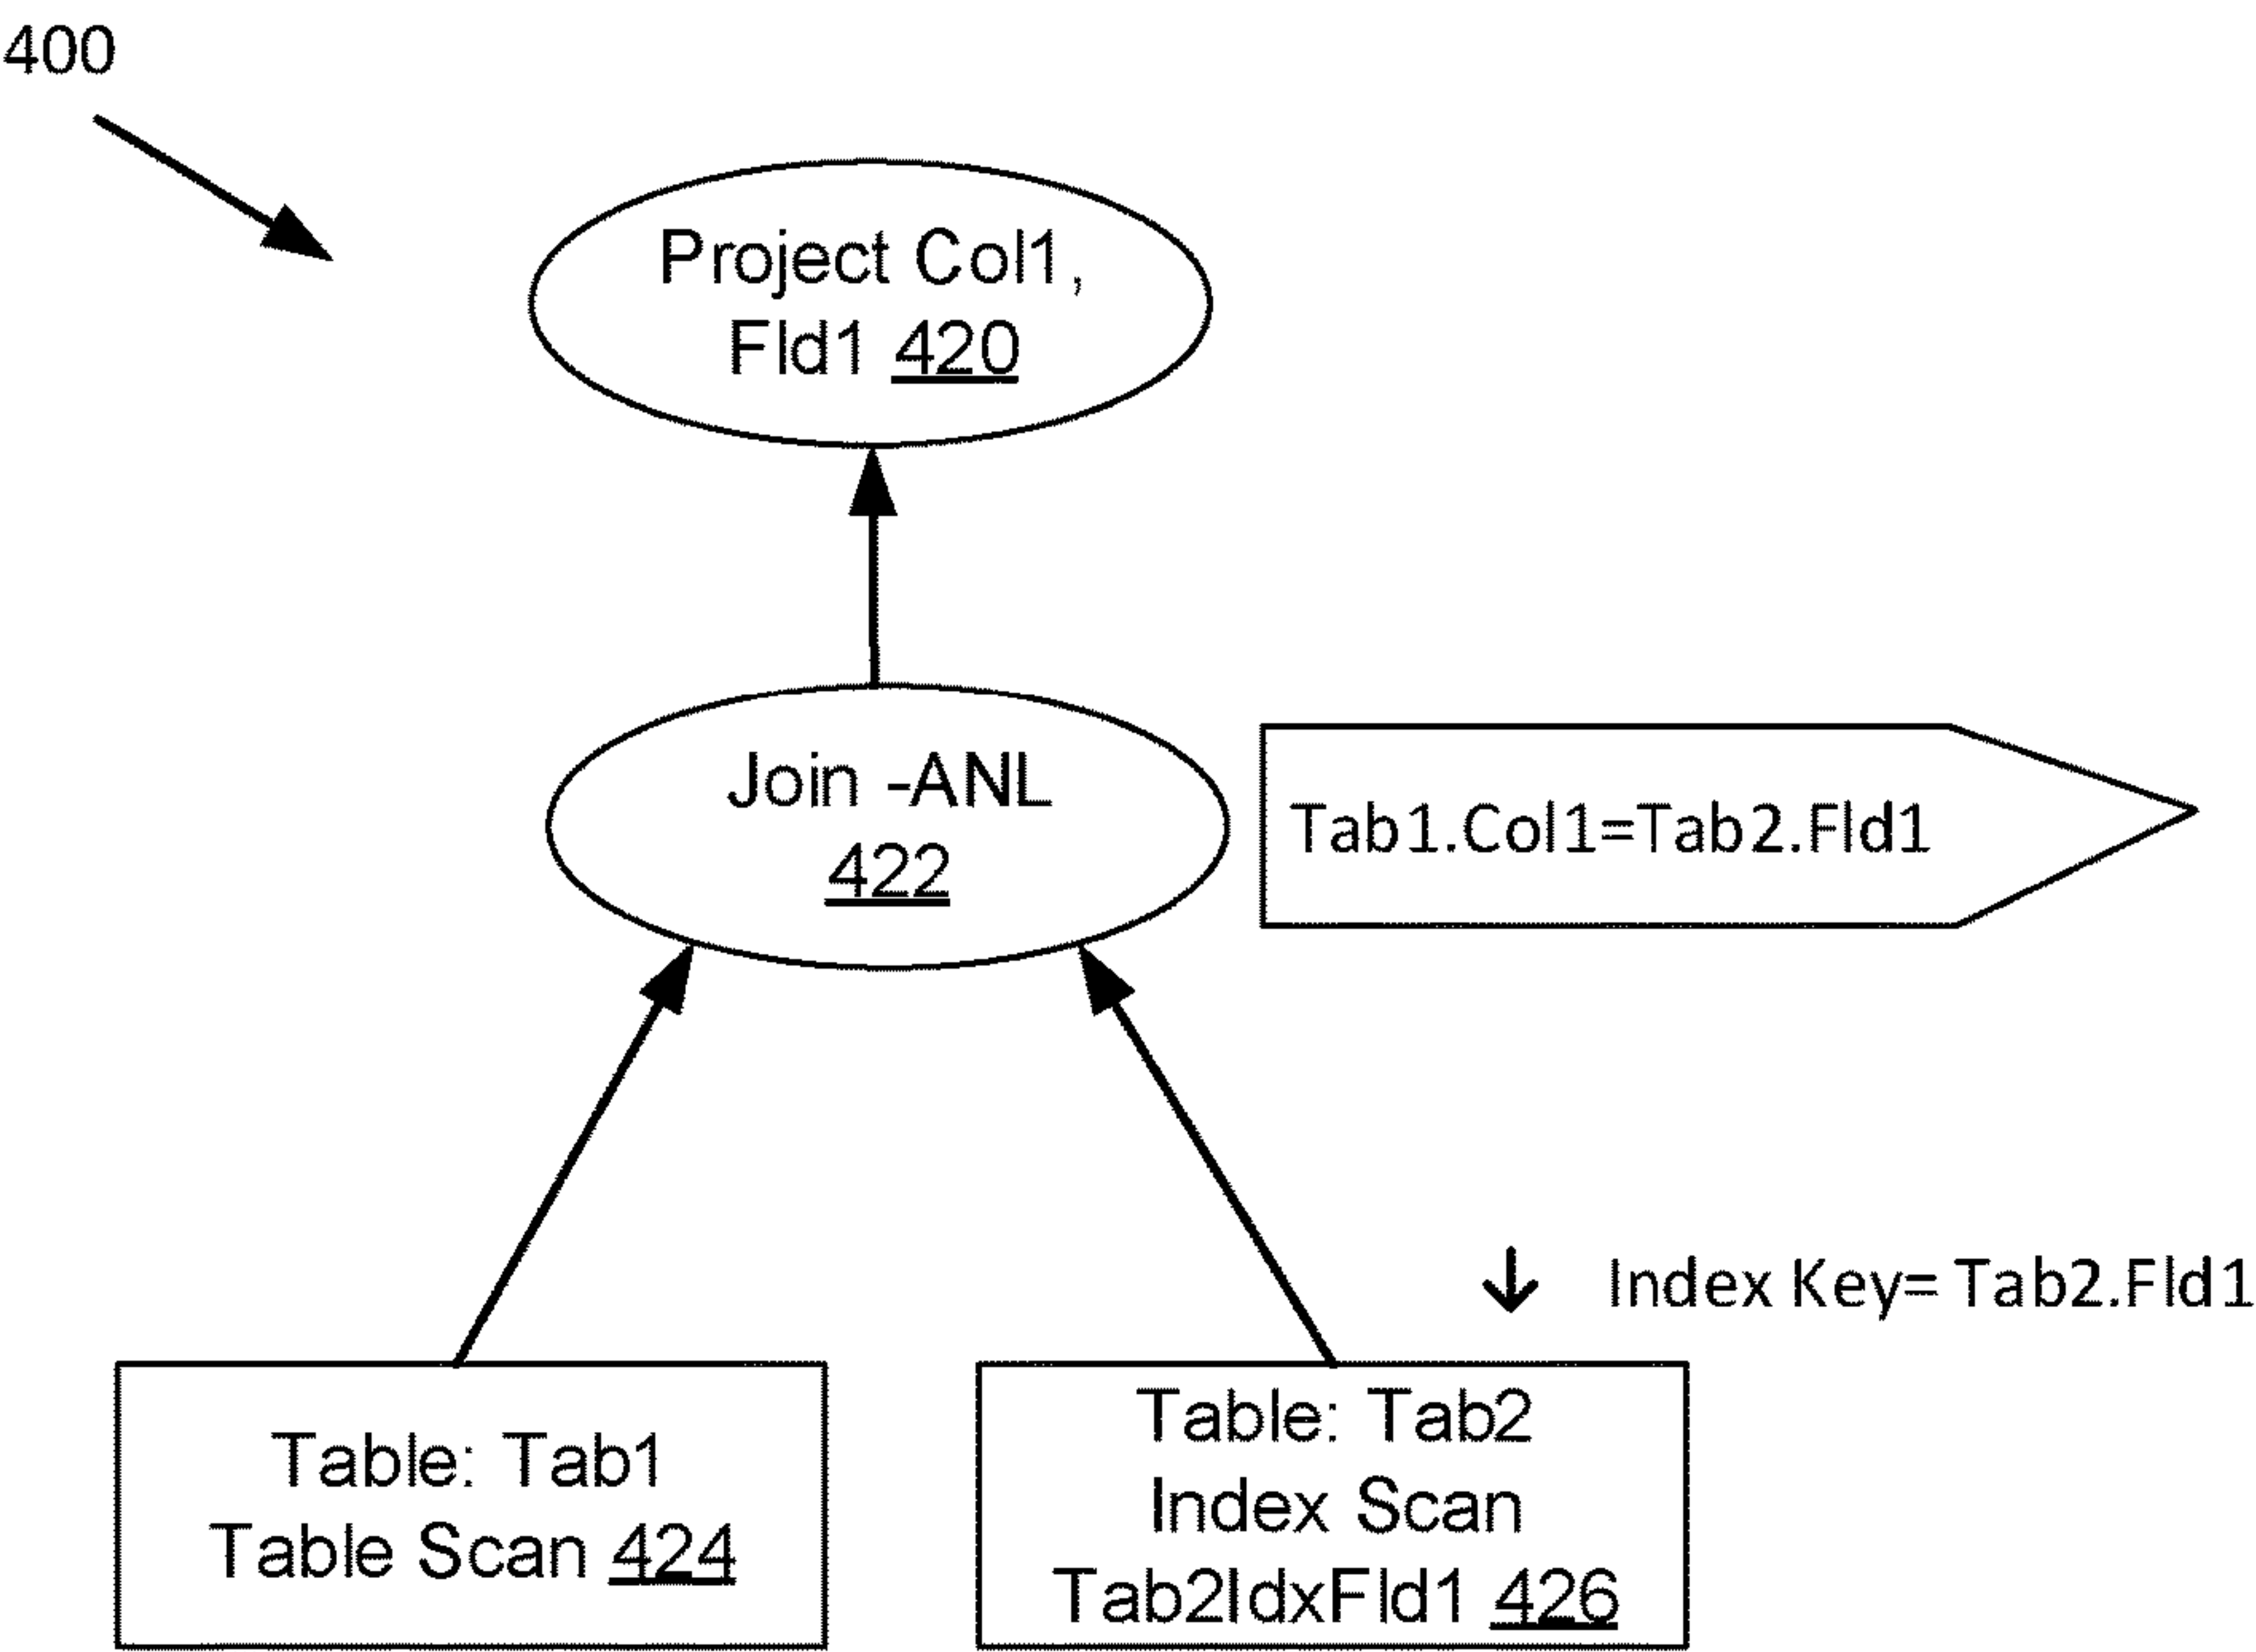 400
Project Col1,
Fld1 420
Join -ANL
422
Tab1.Col1=Tab2.Fld1
Index Key= Tab2.Fld1
Table: Tab1
Table Scan 424
Table: Tab2
Index Scan
Tab2IdxFld1 426